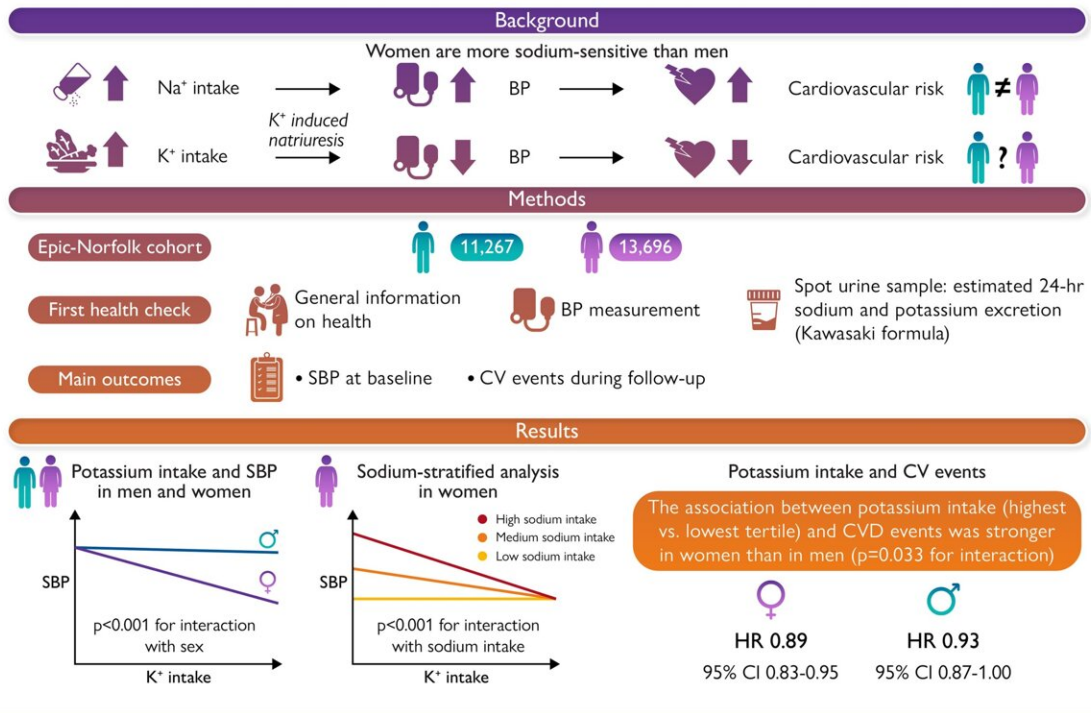 Background
Women are more sodium-sensitive than men
Na⁺ intake
BP
Cardiovascular risk
≠
K⁺ induced
natriuresis
K⁺ intake
BP
Cardiovascular risk
?
Methods
Epic-Norfolk cohort
11,267
13,696
First health check
General information
on health
BP measurement
Spot urine sample: estimated 24-hr
sodium and potassium excretion
(Kawasaki formula)
Main outcomes
• SBP at baseline
• CV events during follow-up
Results
Potassium intake and SBP
in men and women
SBP
♂
♀
p<0.001 for interaction
with sex
K⁺ intake
Sodium-stratified analysis
in women
High sodium intake
Medium sodium intake
Low sodium intake
SBP
p<0.001 for interaction
with sodium intake
K⁺ intake
Potassium intake and CV events
The association between potassium intake (highest
vs. lowest tertile) and CVD events was stronger
in women than in men (p=0.033 for interaction)
♀
HR 0.89
95% CI 0.83-0.95
♂
HR 0.93
95% CI 0.87-1.00